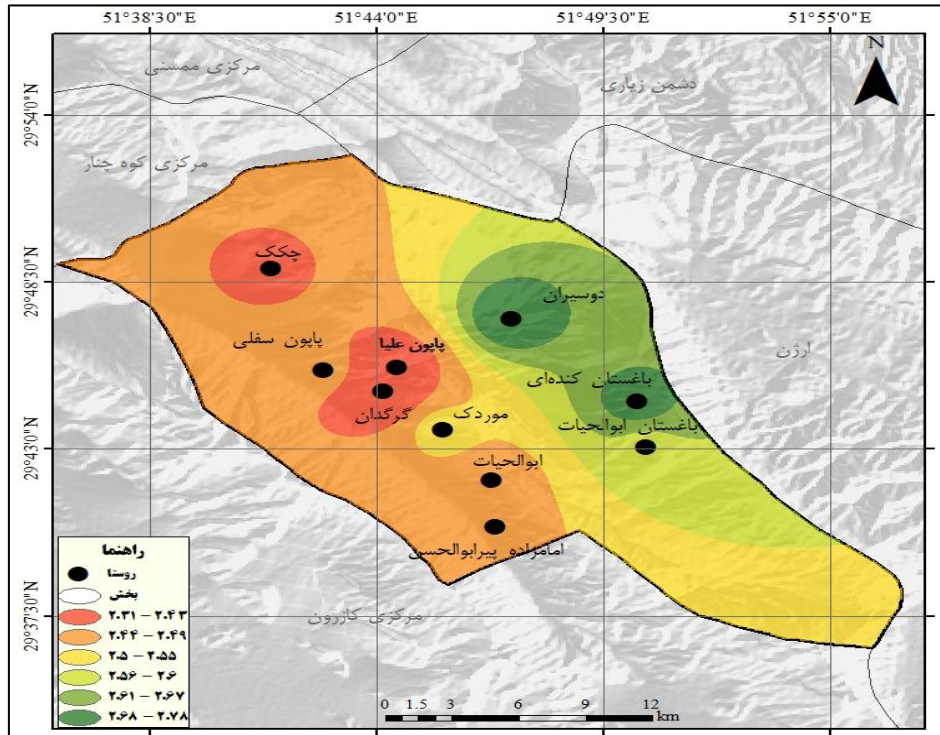 51°38'30"E 51°44'0"E 51°49'30"E 51°55'0"E
N
29°54'0"N
29°48'30"N
29°43'0"N
29°37'30"N
مرکزی ممسنی
دشمن زیاری
مرکزی کوه چنار
چکک
دوسیران
ارژن
پاپون علیا
پاپون سفلی
باغستان کنده‌ای
گرگدان
موردک
باغستان ابوالحیات
ابوالحیات
امامزاده پیرابوالحسن
مرکزی کازرون
راهنما
روستا
بخش
۲.۳۱ – ۲.۴۳
۲.۴۴ – ۲.۴۹
۲.۵ – ۲.۵۵
۲.۵۶ – ۲.۶
۲.۶۱ – ۲.۶۷
۲.۶۸ – ۲.۷۸
0 1.5 3 6 9 12
km